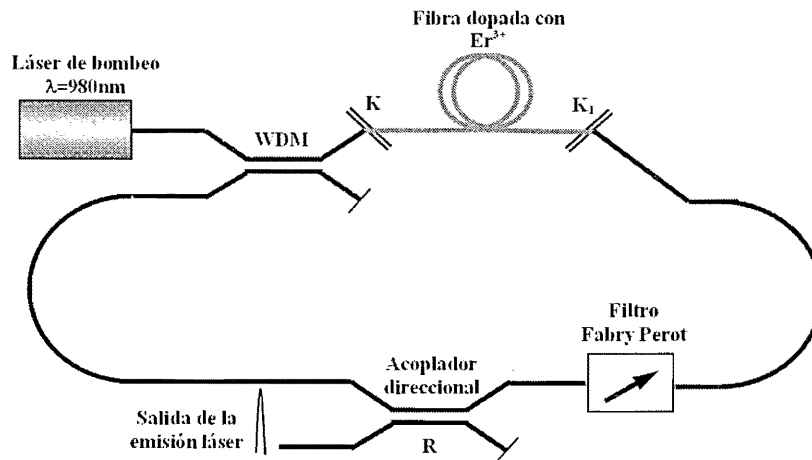 Fibra dopada con
Er³⁺
Láser de bombeo
λ=980nm
K
K₁
WDM
Filtro
Fabry Perot
Acoplador
direccional
Salida de la
emisión láser
R